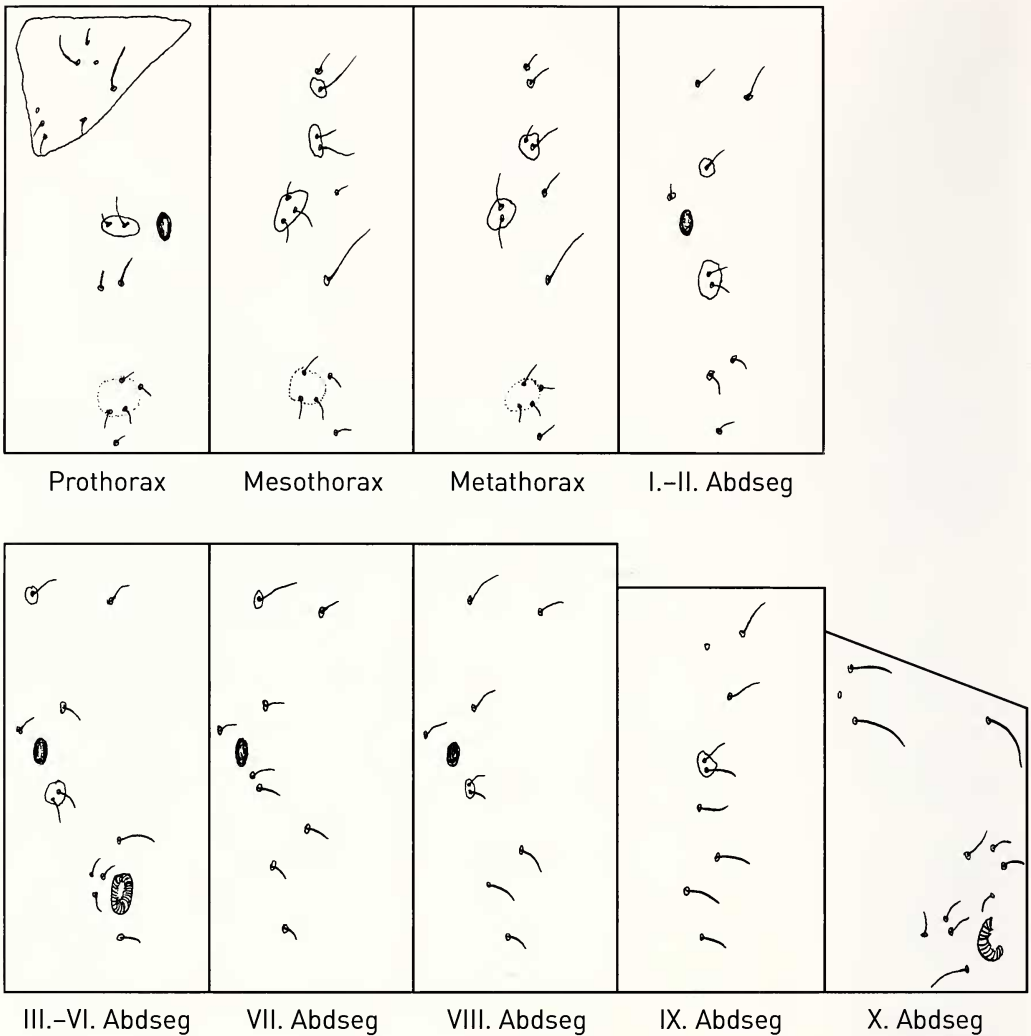 Prothorax Mesothorax Metathorax I.–II. Abdseg
III.–VI. Abdseg VII. Abdseg VIII. Abdseg IX. Abdseg X. Abdseg